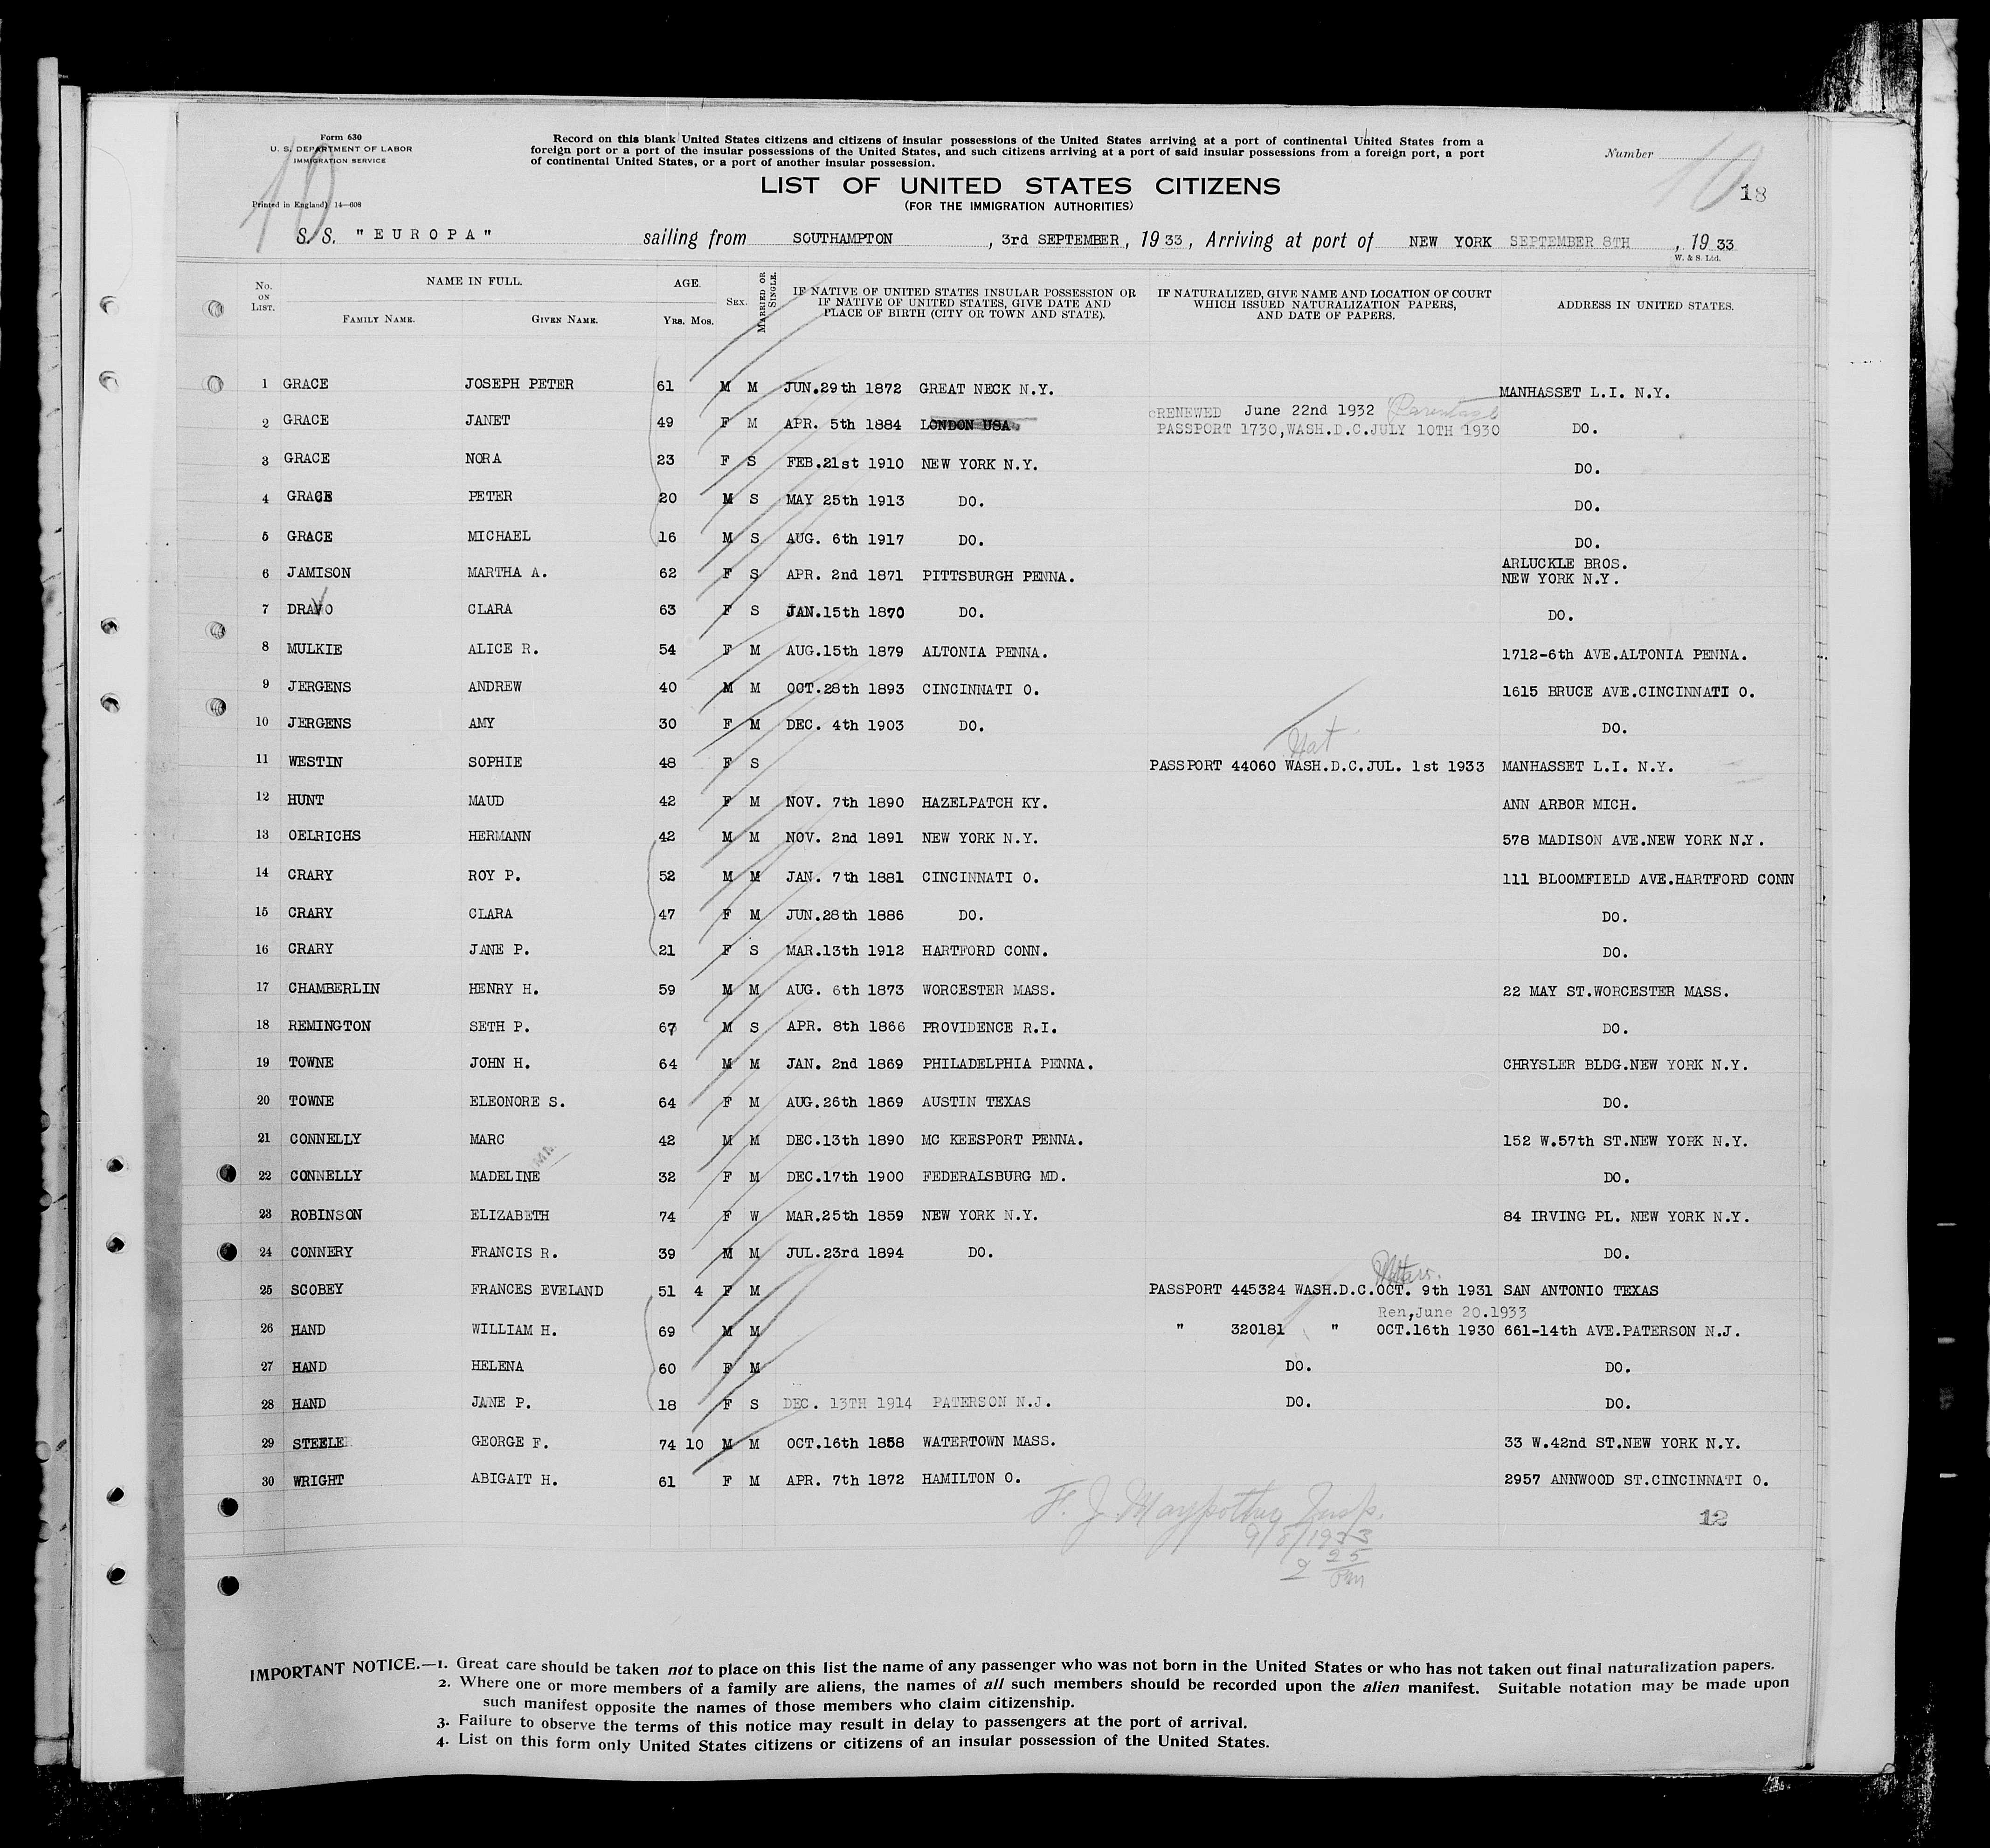 Form 630
U. S. DEPARTMENT OF LABOR
IMMIGRATION SERVICE
Printed in England) 14—608
Record on this blank United States citizens and citizens of insular possessions of the United States arriving at a port of continental United States from a
foreign port or a port of the insular possessions of the United States, and such citizens arriving at a port of said insular possessions from a foreign port, a port
of continental United States, or a port of another insular possession.
Number
10
10
18
LIST OF UNITED STATES CITIZENS
(FOR THE IMMIGRATION AUTHORITIES)
S. S. "EUROPA" sailing from SOUTHAMPTON, 3rd SEPTEMBER, 1933, Arriving at port of NEW YORK SEPTEMBER 8TH, 1933
W. & S. Ltd.
No. ON LIST. NAME IN FULL. FAMILY NAME. GIVEN NAME. AGE. YRS. MOS. SEX. MARRIED OR SINGLE. IF NATIVE OF UNITED STATES INSULAR POSSESSION OR IF NATIVE OF UNITED STATES, GIVE DATE AND PLACE OF BIRTH (CITY OR TOWN AND STATE). IF NATURALIZED, GIVE NAME AND LOCATION OF COURT WHICH ISSUED NATURALIZATION PAPERS, AND DATE OF PAPERS. ADDRESS IN UNITED STATES.
1 GRACE JOSEPH PETER 61 M M JUN.29th 1872 GREAT NECK N.Y. MANHASSET L.I. N.Y.
RENEWED June 22nd 1932 Parentage
2 GRACE JANET 49 F M APR. 5th 1884 LONDON USA. PASSPORT 1730,WASH.D.C.JULY 10TH 1930 DO.
3 GRACE NORA 23 F S FEB.21st 1910 NEW YORK N.Y. DO.
4 GRACE PETER 20 M S MAY 25th 1913 DO. DO.
5 GRACE MICHAEL 16 M S AUG. 6th 1917 DO. DO.
6 JAMISON MARTHA A. 62 F S APR. 2nd 1871 PITTSBURGH PENNA. ARLUCKLE BROS. NEW YORK N.Y.
7 DRAVO CLARA 63 F S JAN.15th 1870 DO. DO.
8 MULKIE ALICE R. 54 F M AUG.15th 1879 ALTONIA PENNA. 1712-6th AVE.ALTONIA PENNA.
9 JERGENS ANDREW 40 M M OCT.28th 1893 CINCINNATI O. 1615 BRUCE AVE.CINCINNATI O.
10 JERGENS AMY 30 F M DEC. 4th 1903 DO. DO.
Nat
11 WESTIN SOPHIE 48 F S PASSPORT 44060 WASH.D.C.JUL. 1st 1933 MANHASSET L.I. N.Y.
12 HUNT MAUD 42 F M NOV. 7th 1890 HAZELPATCH KY. ANN ARBOR MICH.
13 OELRICHS HERMANN 42 M M NOV. 2nd 1891 NEW YORK N.Y. 578 MADISON AVE.NEW YORK N.Y.
14 CRARY ROY P. 52 M M JAN. 7th 1881 CINCINNATI O. 111 BLOOMFIELD AVE.HARTFORD CONN
15 CRARY CLARA 47 F M JUN.28th 1886 DO. DO.
16 CRARY JANE P. 21 F S MAR.13th 1912 HARTFORD CONN. DO.
17 CHAMBERLIN HENRY H. 59 M M AUG. 6th 1873 WORCESTER MASS. 22 MAY ST.WORCESTER MASS.
18 REMINGTON SETH P. 67 M S APR. 8th 1866 PROVIDENCE R.I. DO.
19 TOWNE JOHN H. 64 M M JAN. 2nd 1869 PHILADELPHIA PENNA. CHRYSLER BLDG.NEW YORK N.Y.
20 TOWNE ELEONORE S. 64 F M AUG.26th 1869 AUSTIN TEXAS DO.
21 CONNELLY MARC 42 M M DEC.13th 1890 MC KEESPORT PENNA. 152 W.57th ST.NEW YORK N.Y.
22 CONNELLY MADELINE 32 F M DEC.17th 1900 FEDERALSBURG MD. DO.
23 ROBINSON ELIZABETH 74 F W MAR.25th 1859 NEW YORK N.Y. 84 IRVING PL. NEW YORK N.Y.
24 CONNERY FRANCIS R. 39 M M JUL.23rd 1894 DO. DO.
25 SCOBEY FRANCES EVELAND 51 4 F M PASSPORT 445324 WASH.D.C.OCT. 9th 1931 SAN ANTONIO TEXAS
Ren,June 20.1933
26 HAND WILLIAM H. 69 M M " 320181 " OCT.16th 1930 661-14th AVE.PATERSON N.J.
27 HAND HELENA 60 F M DO. DO.
28 HAND JANE P. 18 F S DEC. 13TH 1914 PATERSON N.J. DO. DO.
29 STEELE GEORGE F. 74 10 M M OCT.16th 1858 WATERTOWN MASS. 33 W.42nd ST.NEW YORK N.Y.
30 WRIGHT ABIGAIT H. 61 F M APR. 7th 1872 HAMILTON O. 2957 ANNWOOD ST.CINCINNATI O.
F. J. Insp.
12
9/8/1933
2 25 pm
IMPORTANT NOTICE.—1. Great care should be taken not to place on this list the name of any passenger who was not born in the United States or who has not taken out final naturalization papers.
2. Where one or more members of a family are aliens, the names of all such members should be recorded upon the alien manifest. Suitable notation may be made upon
such manifest opposite the names of those members who claim citizenship.
3. Failure to observe the terms of this notice may result in delay to passengers at the port of arrival.
4. List on this form only United States citizens or citizens of an insular possession of the United States.